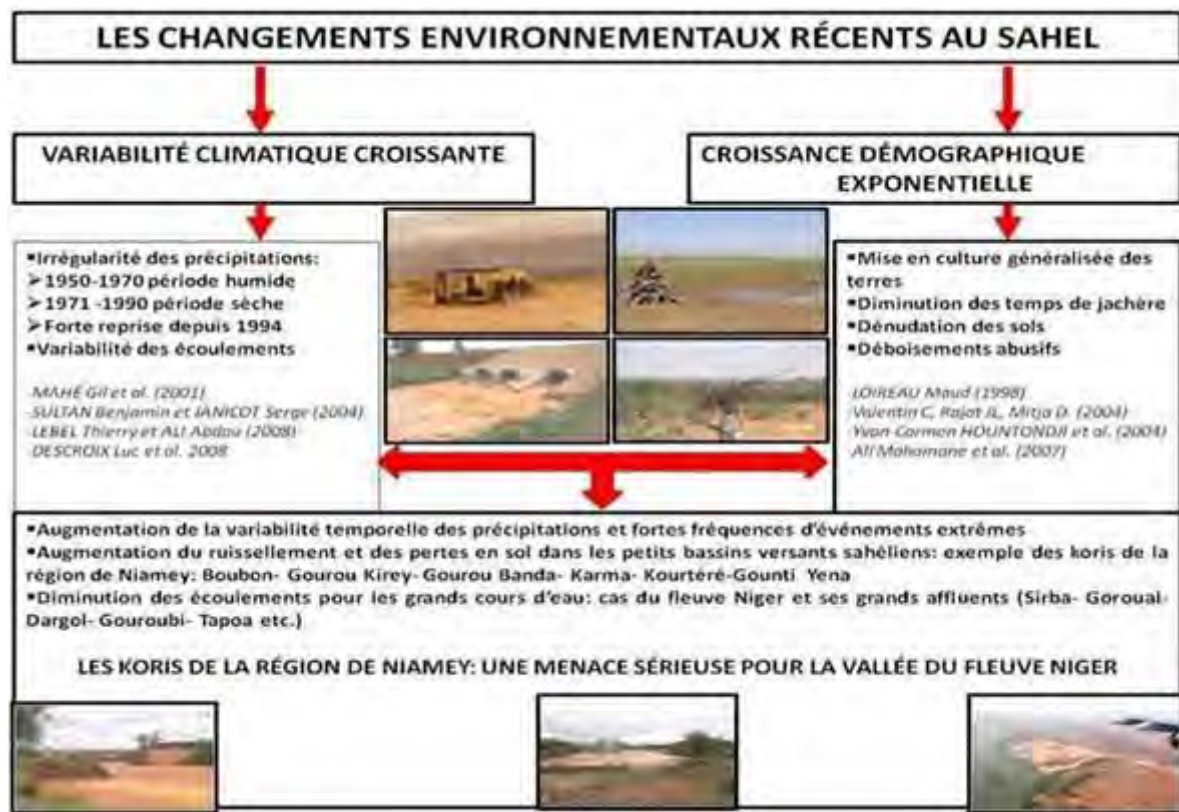 LES CHANGEMENTS ENVIRONNEMENTAUX RÉCENTS AU SAHEL
VARIABILITÉ CLIMATIQUE CROISSANTE
▪Irrégularité des précipitations:
➢1950-1970 période humide
➢1971 -1990 période sèche
➢Forte reprise depuis 1994
▪Variabilité des écoulements
-MAHÉ Gil et al. (2001)
-SULTAN Benjamin et JANICOT Serge (2004)
-LEBEL Thierry et ALI Abdou (2008)
-DESCROIX Luc et al. 2008
CROISSANCE DÉMOGRAPHIQUE
EXPONENTIELLE
▪Mise en culture généralisée des
terres
▪Diminution des temps de jachère
▪Dénudation des sols
▪Déboisements abusifs
-LOIREAU Maud (1998)
-Valentin C, Rajot JL, Mitja D. (2004)
-Yvon-Carmen HOUNTONDJI et al. (2004)
-Ali Mahamane et al. (2007)
▪Augmentation de la variabilité temporelle des précipitations et fortes fréquences d'événements extrêmes
▪Augmentation du ruissellement et des pertes en sol dans les petits bassins versants sahéliens: exemple des koris de la
région de Niamey: Boubon- Gourou Kirey- Gourou Banda- Karma- Kourtéré-Gounti Yena
▪Diminution des écoulements pour les grands cours d'eau: cas du fleuve Niger et ses grands affluents (Sirba- Goroual-
Dargol- Gouroubi- Tapoa etc.)
LES KORIS DE LA RÉGION DE NIAMEY: UNE MENACE SÉRIEUSE POUR LA VALLÉE DU FLEUVE NIGER